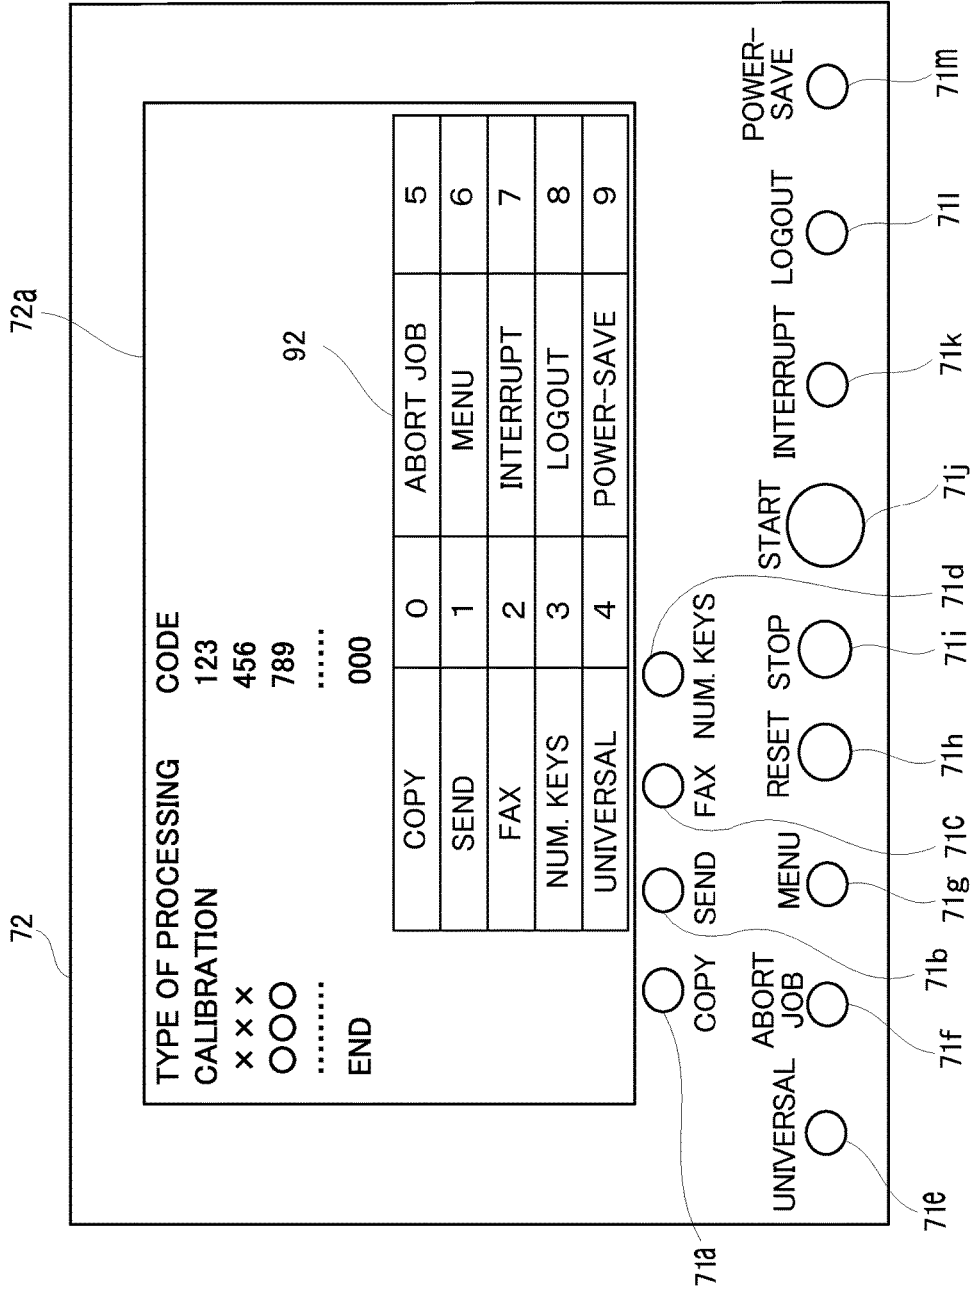 72
72a
TYPE OF PROCESSING CODE
CALIBRATION 123
××× 456
○○○ 789
········· ·····
END 000
92
COPY 0 ABORT JOB 5
SEND 1 MENU 6
FAX 2 INTERRUPT 7
NUM. KEYS 3 LOGOUT 8
UNIVERSAL 4 POWER-SAVE 9
COPY SEND FAX NUM. KEYS
UNIVERSAL
ABORT
JOB
MENU
RESET
STOP
START
INTERRUPT
LOGOUT
POWER-
SAVE
71a
71e
71f
71b
71g
71C
71h
71i
71d
71j
71k
71l
71m